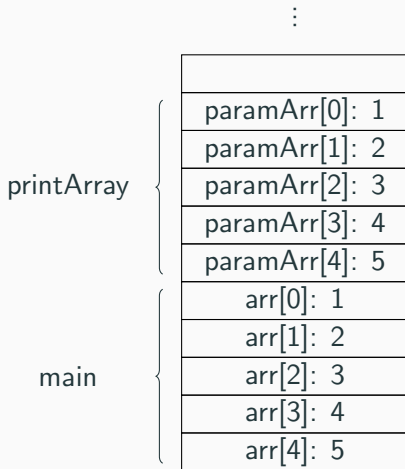 ⋮
paramArr[0]: 1
paramArr[1]: 2
printArray
paramArr[2]: 3
paramArr[3]: 4
paramArr[4]: 5
arr[0]: 1
arr[1]: 2
main
arr[2]: 3
arr[3]: 4
arr[4]: 5